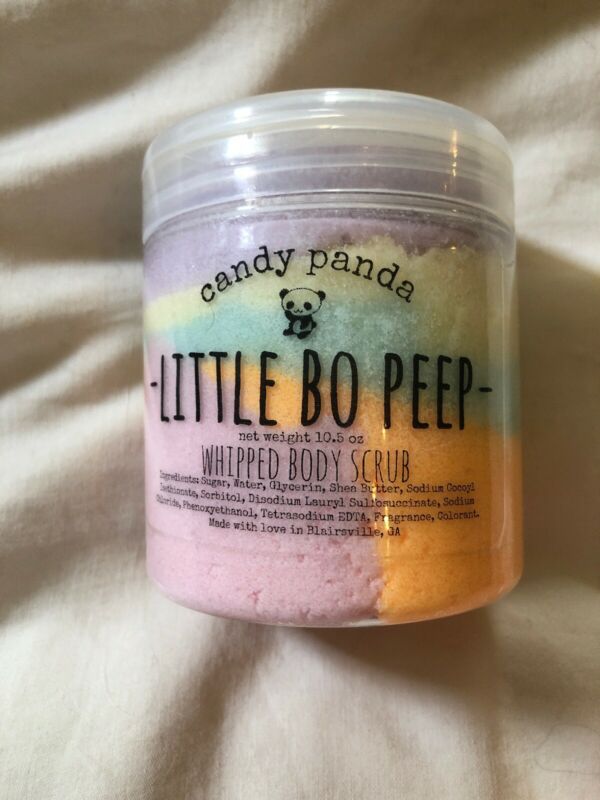 candy panda
-LITTLE BO PEEP-
net weight 10.5 oz
WHIPPED BODY SCRUB
Ingredients: Sugar, Water, Glycerin, Shea Butter, Sodium Cocoyl
Isethionate, Sorbitol, Disodium Lauryl Sulfosuccinate, Sodium
Chloride, Phenoxyethanol, Tetrasodium EDTA, Fragrance, Colorant.
Made with love in Blairsville, GA